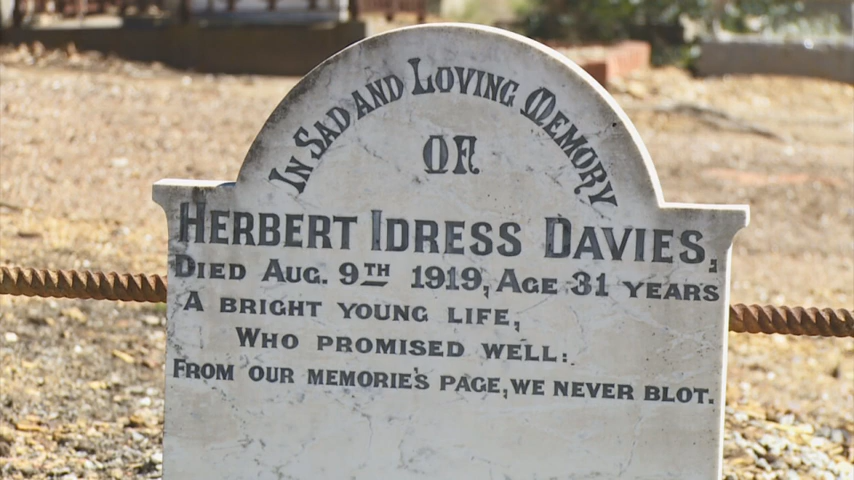 In Sad and Loving Memory
OF
Herbert Idress Davies,
Died Aug. 9TH 1919, Age 31 years
A bright young life,
Who promised well:
From our memorie's page, we never blot.